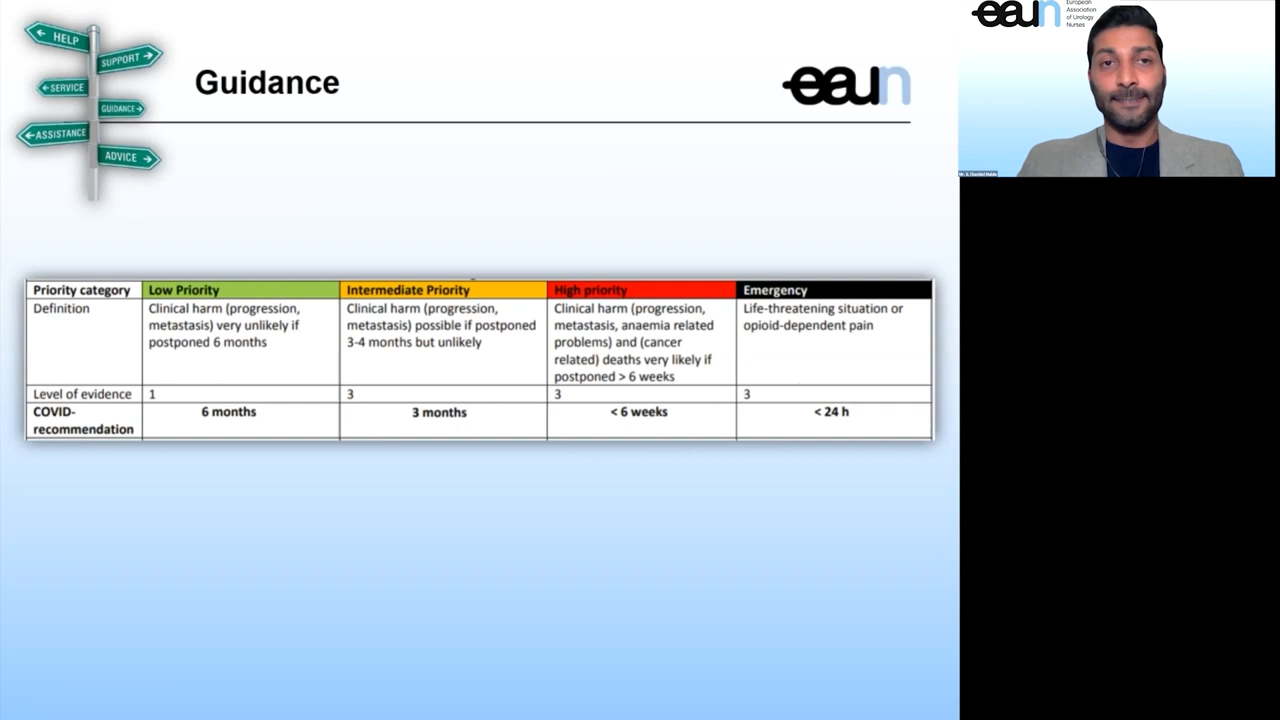 HELP
SUPPORT
SERVICE
GUIDANCE
ASSISTANCE
ADVICE
Guidance
eaun
eaun
European
Association
of Urology
Nurses
Priority category Low Priority Intermediate Priority High priority Emergency
Definition
Clinical harm (progression,
metastasis) very unlikely if
postponed 6 months
Clinical harm (progression,
metastasis) possible if postponed
3-4 months but unlikely
Clinical harm (progression,
metastasis, anaemia related
problems) and (cancer
related) deaths very likely if
postponed > 6 weeks
Life-threatening situation or
opioid-dependent pain
Level of evidence 1 3 3 3
COVID-
recommendation
6 months 3 months < 6 weeks < 24 h